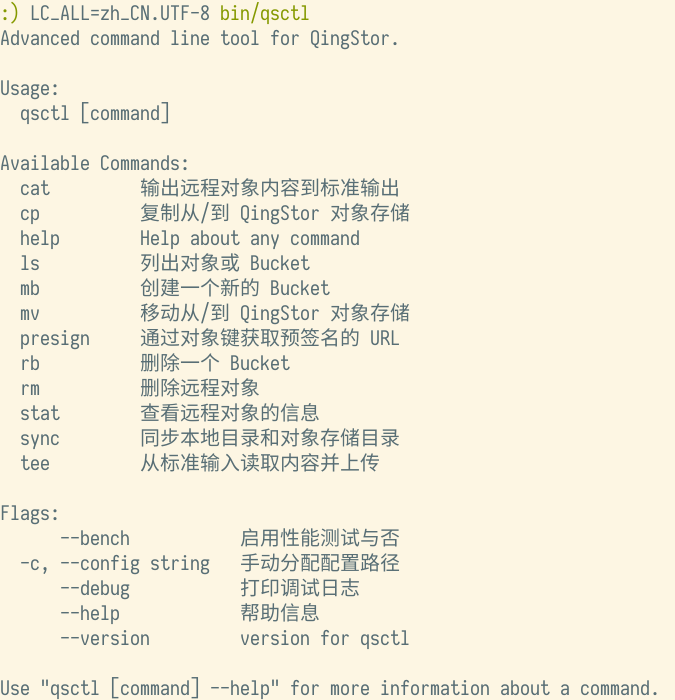 :) LC_ALL=zh_CN.UTF-8 bin/qsctl
Advanced command line tool for QingStor.
Usage:
qsctl [command]
Available Commands:
cat 输出远程对象内容到标准输出
cp 复制从/到 QingStor 对象存储
help Help about any command
ls 列出对象或 Bucket
mb 创建一个新的 Bucket
mv 移动从/到 QingStor 对象存储
presign 通过对象键获取预签名的 URL
rb 删除一个 Bucket
rm 删除远程对象
stat 查看远程对象的信息
sync 同步本地目录和对象存储目录
tee 从标准输入读取内容并上传
Flags:
--bench 启用性能测试与否
-c, --config string 手动分配配置路径
--debug 打印调试日志
--help 帮助信息
--version version for qsctl
Use "qsctl [command] --help" for more information about a command.